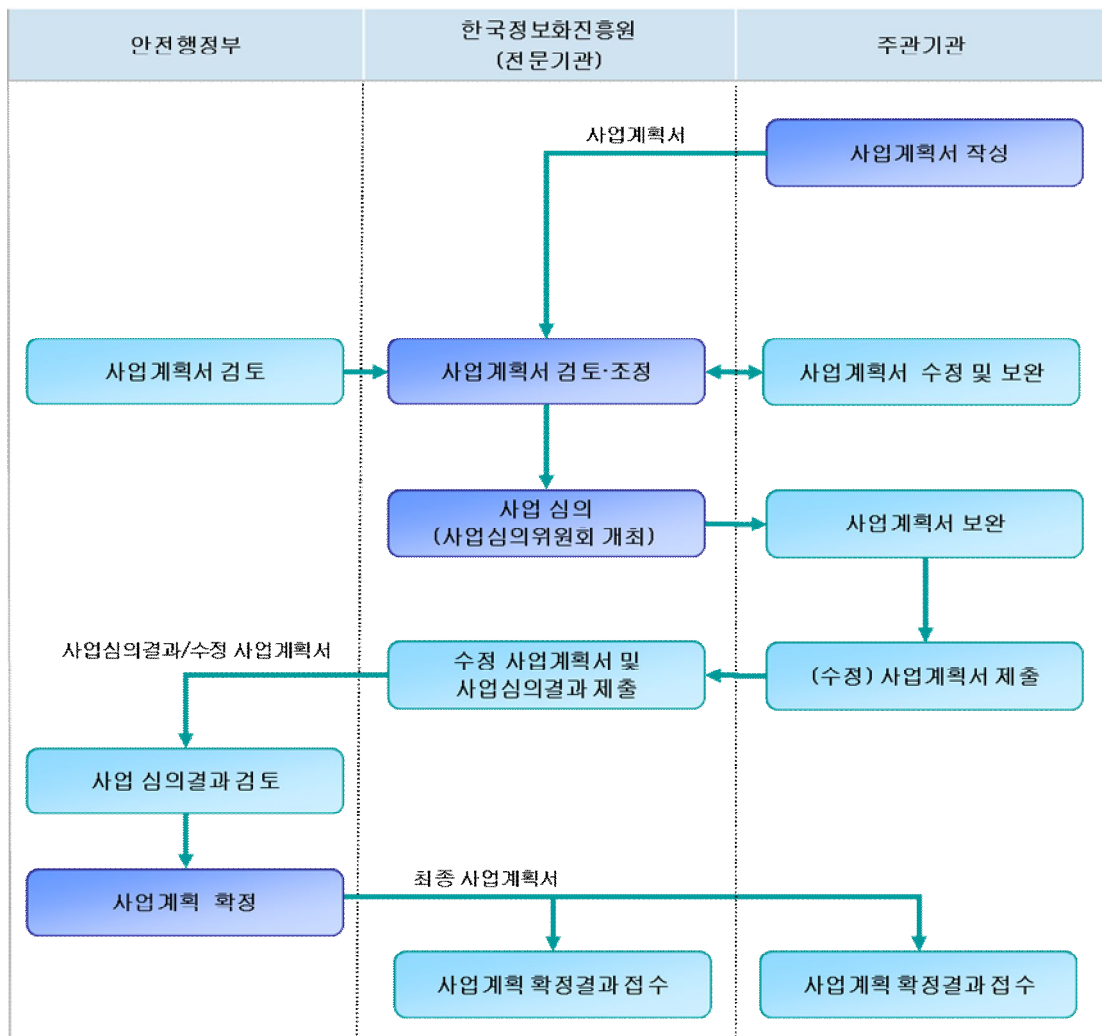 안전행정부
한국정보화진흥원
(전문기관)
주관기관
사업계획서
사업계획서 작성
사업계획서 검토
사업계획서 검토·조정
사업계획서 수정 및 보완
사업 심의
(사업심의위원회 개최)
사업계획서 보완
사업심의결과/수정 사업계획서
수정 사업계획서 및
사업심의결과 제출
(수정) 사업계획서 제출
사업 심의결과 검토
최종 사업계획서
사업계획 확정
사업계획 확정결과 접수
사업계획 확정결과 접수